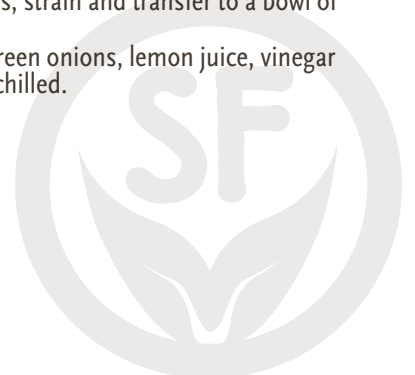 s, strain and transfer to a bowl of
reen onions, lemon juice, vinegar
chilled.
SF